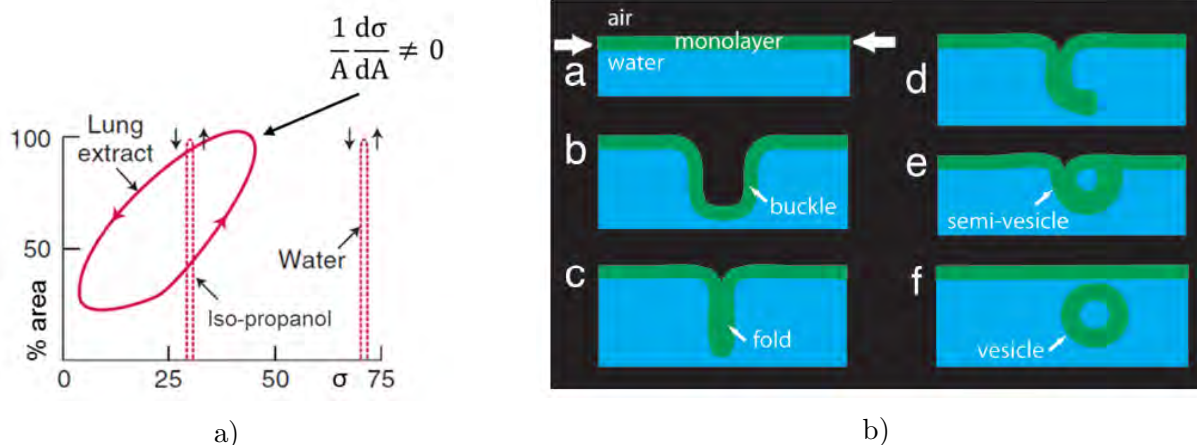 1/A dσ/dA ≠ 0
Lung
extract
100
50
% area
Water
Iso-propanol
0
25
σ
50
75
a)
air
monolayer
water
a
b
buckle
c
fold
d
e
semi-vesicle
f
vesicle
b)